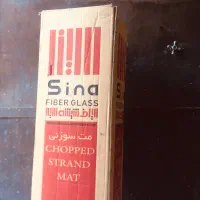 Sina
FIBER GLASS
مت سوزنی
CHOPPED
STRAND
MAT